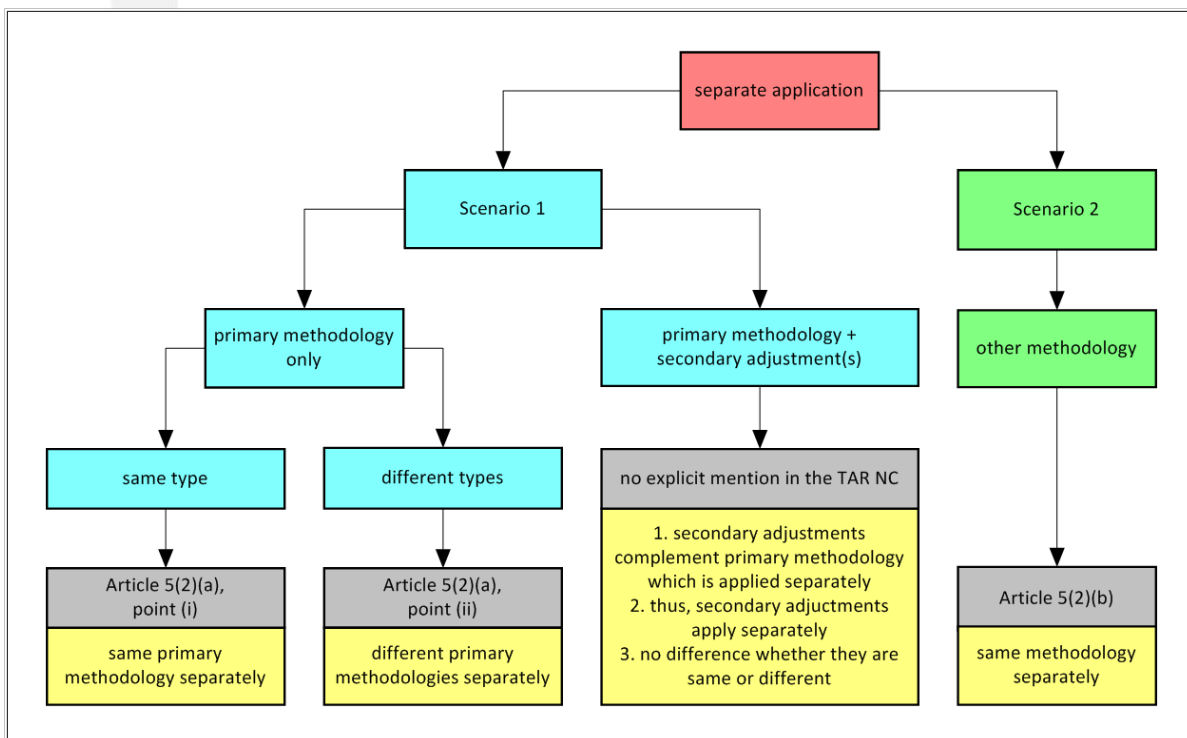 separate application
Scenario 1
Scenario 2
primary methodology
only
primary methodology +
secondary adjustment(s)
other methodology
same type
different types
no explicit mention in the TAR NC
1. secondary adjustments
complement primary methodology
which is applied separately
2. thus, secondary adjuctments
apply separately
3. no difference whether they are
same or different
Article 5(2)(a),
point (i)
same primary
methodology separately
Article 5(2)(a),
point (ii)
different primary
methodologies separately
Article 5(2)(b)
same methodology
separately